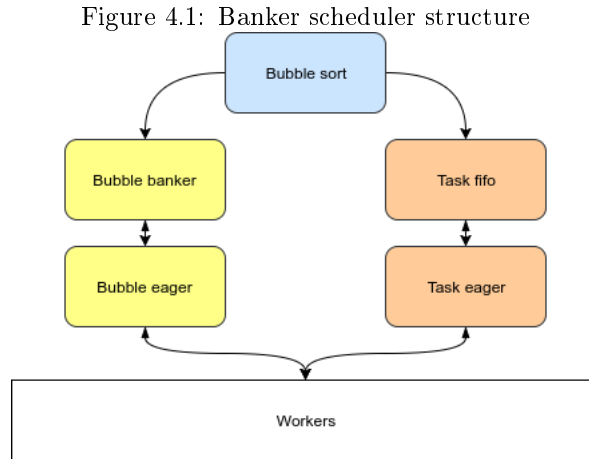 Figure 4.1: Banker scheduler structure
Bubble sort
Bubble banker
Task fifo
Bubble eager
Task eager
Workers